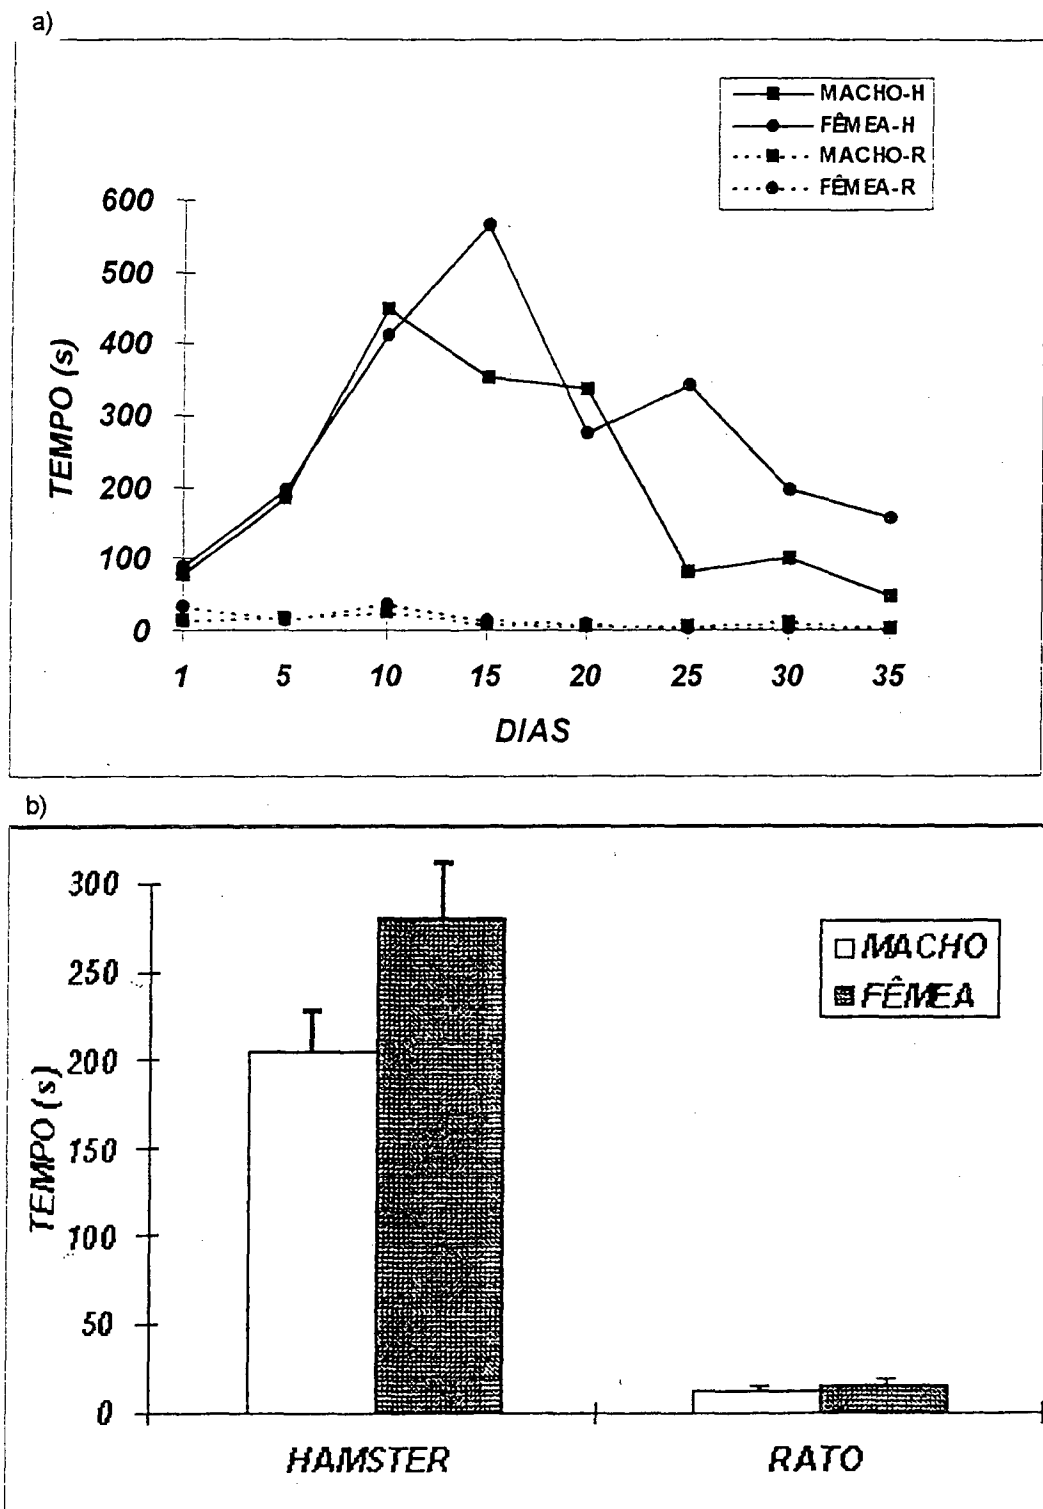 a)
MACHO-H
FÊMEA-H
MACHO-R
FÊMEA-R
600
500
400
300
200
100
0
TEMPO (s)
1 5 10 15 20 25 30 35
DIAS
b)
300
250
200
150
100
50
0
TEMPO (s)
MACHO
FÊMEA
HAMSTER RATO